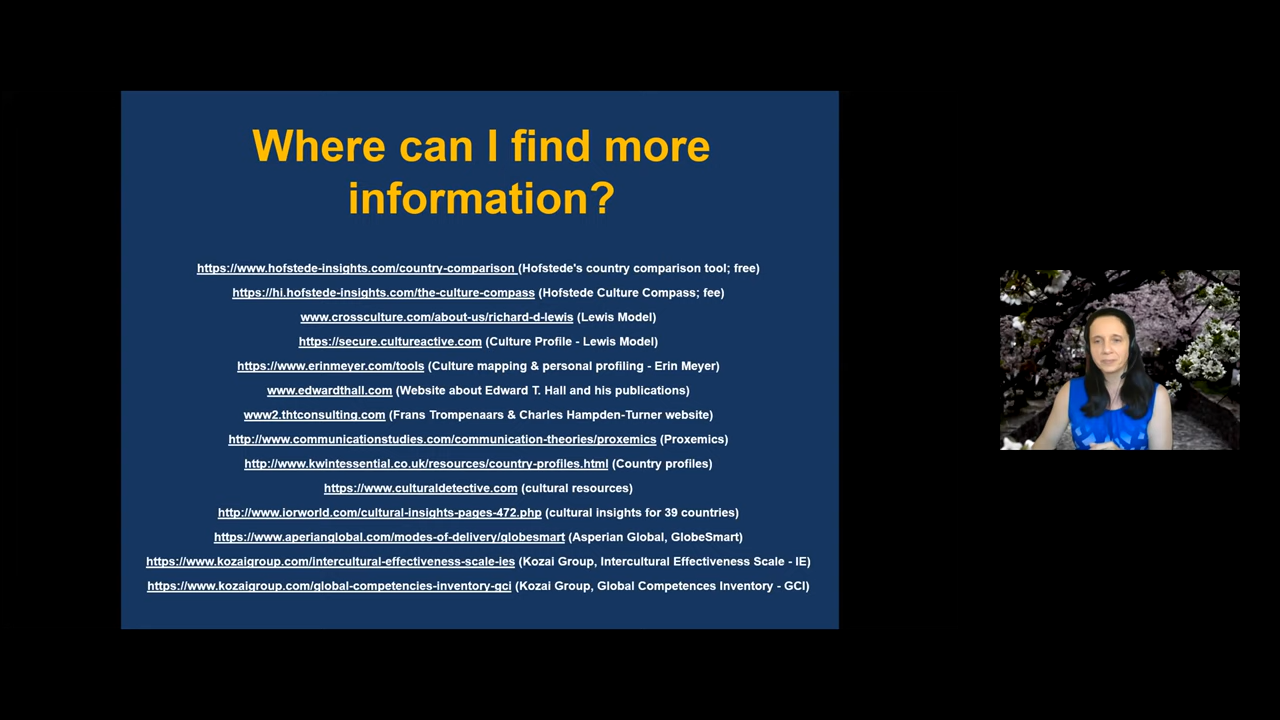 Where can I find more
information?
https://www.hofstede-insights.com/country-comparison (Hofstede's country comparison tool; free)
https://hi.hofstede-insights.com/the-culture-compass (Hofstede Culture Compass; fee)
www.crossculture.com/about-us/richard-d-lewis (Lewis Model)
https://secure.cultureactive.com (Culture Profile - Lewis Model)
https://www.erinmeyer.com/tools (Culture mapping & personal profiling - Erin Meyer)
www.edwardthall.com (Website about Edward T. Hall and his publications)
www2.thtconsulting.com (Frans Trompenaars & Charles Hampden-Turner website)
http://www.communicationstudies.com/communication-theories/proxemics (Proxemics)
http://www.kwintessential.co.uk/resources/country-profiles.html (Country profiles)
https://www.culturaldetective.com (cultural resources)
http://www.iorworld.com/cultural-insights-pages-472.php (cultural insights for 39 countries)
https://www.aperianglobal.com/modes-of-delivery/globesmart (Asperian Global, GlobeSmart)
https://www.kozaigroup.com/intercultural-effectiveness-scale-ies (Kozai Group, Intercultural Effectiveness Scale - IE)
https://www.kozaigroup.com/global-competencies-inventory-gci (Kozai Group, Global Competences Inventory - GCI)